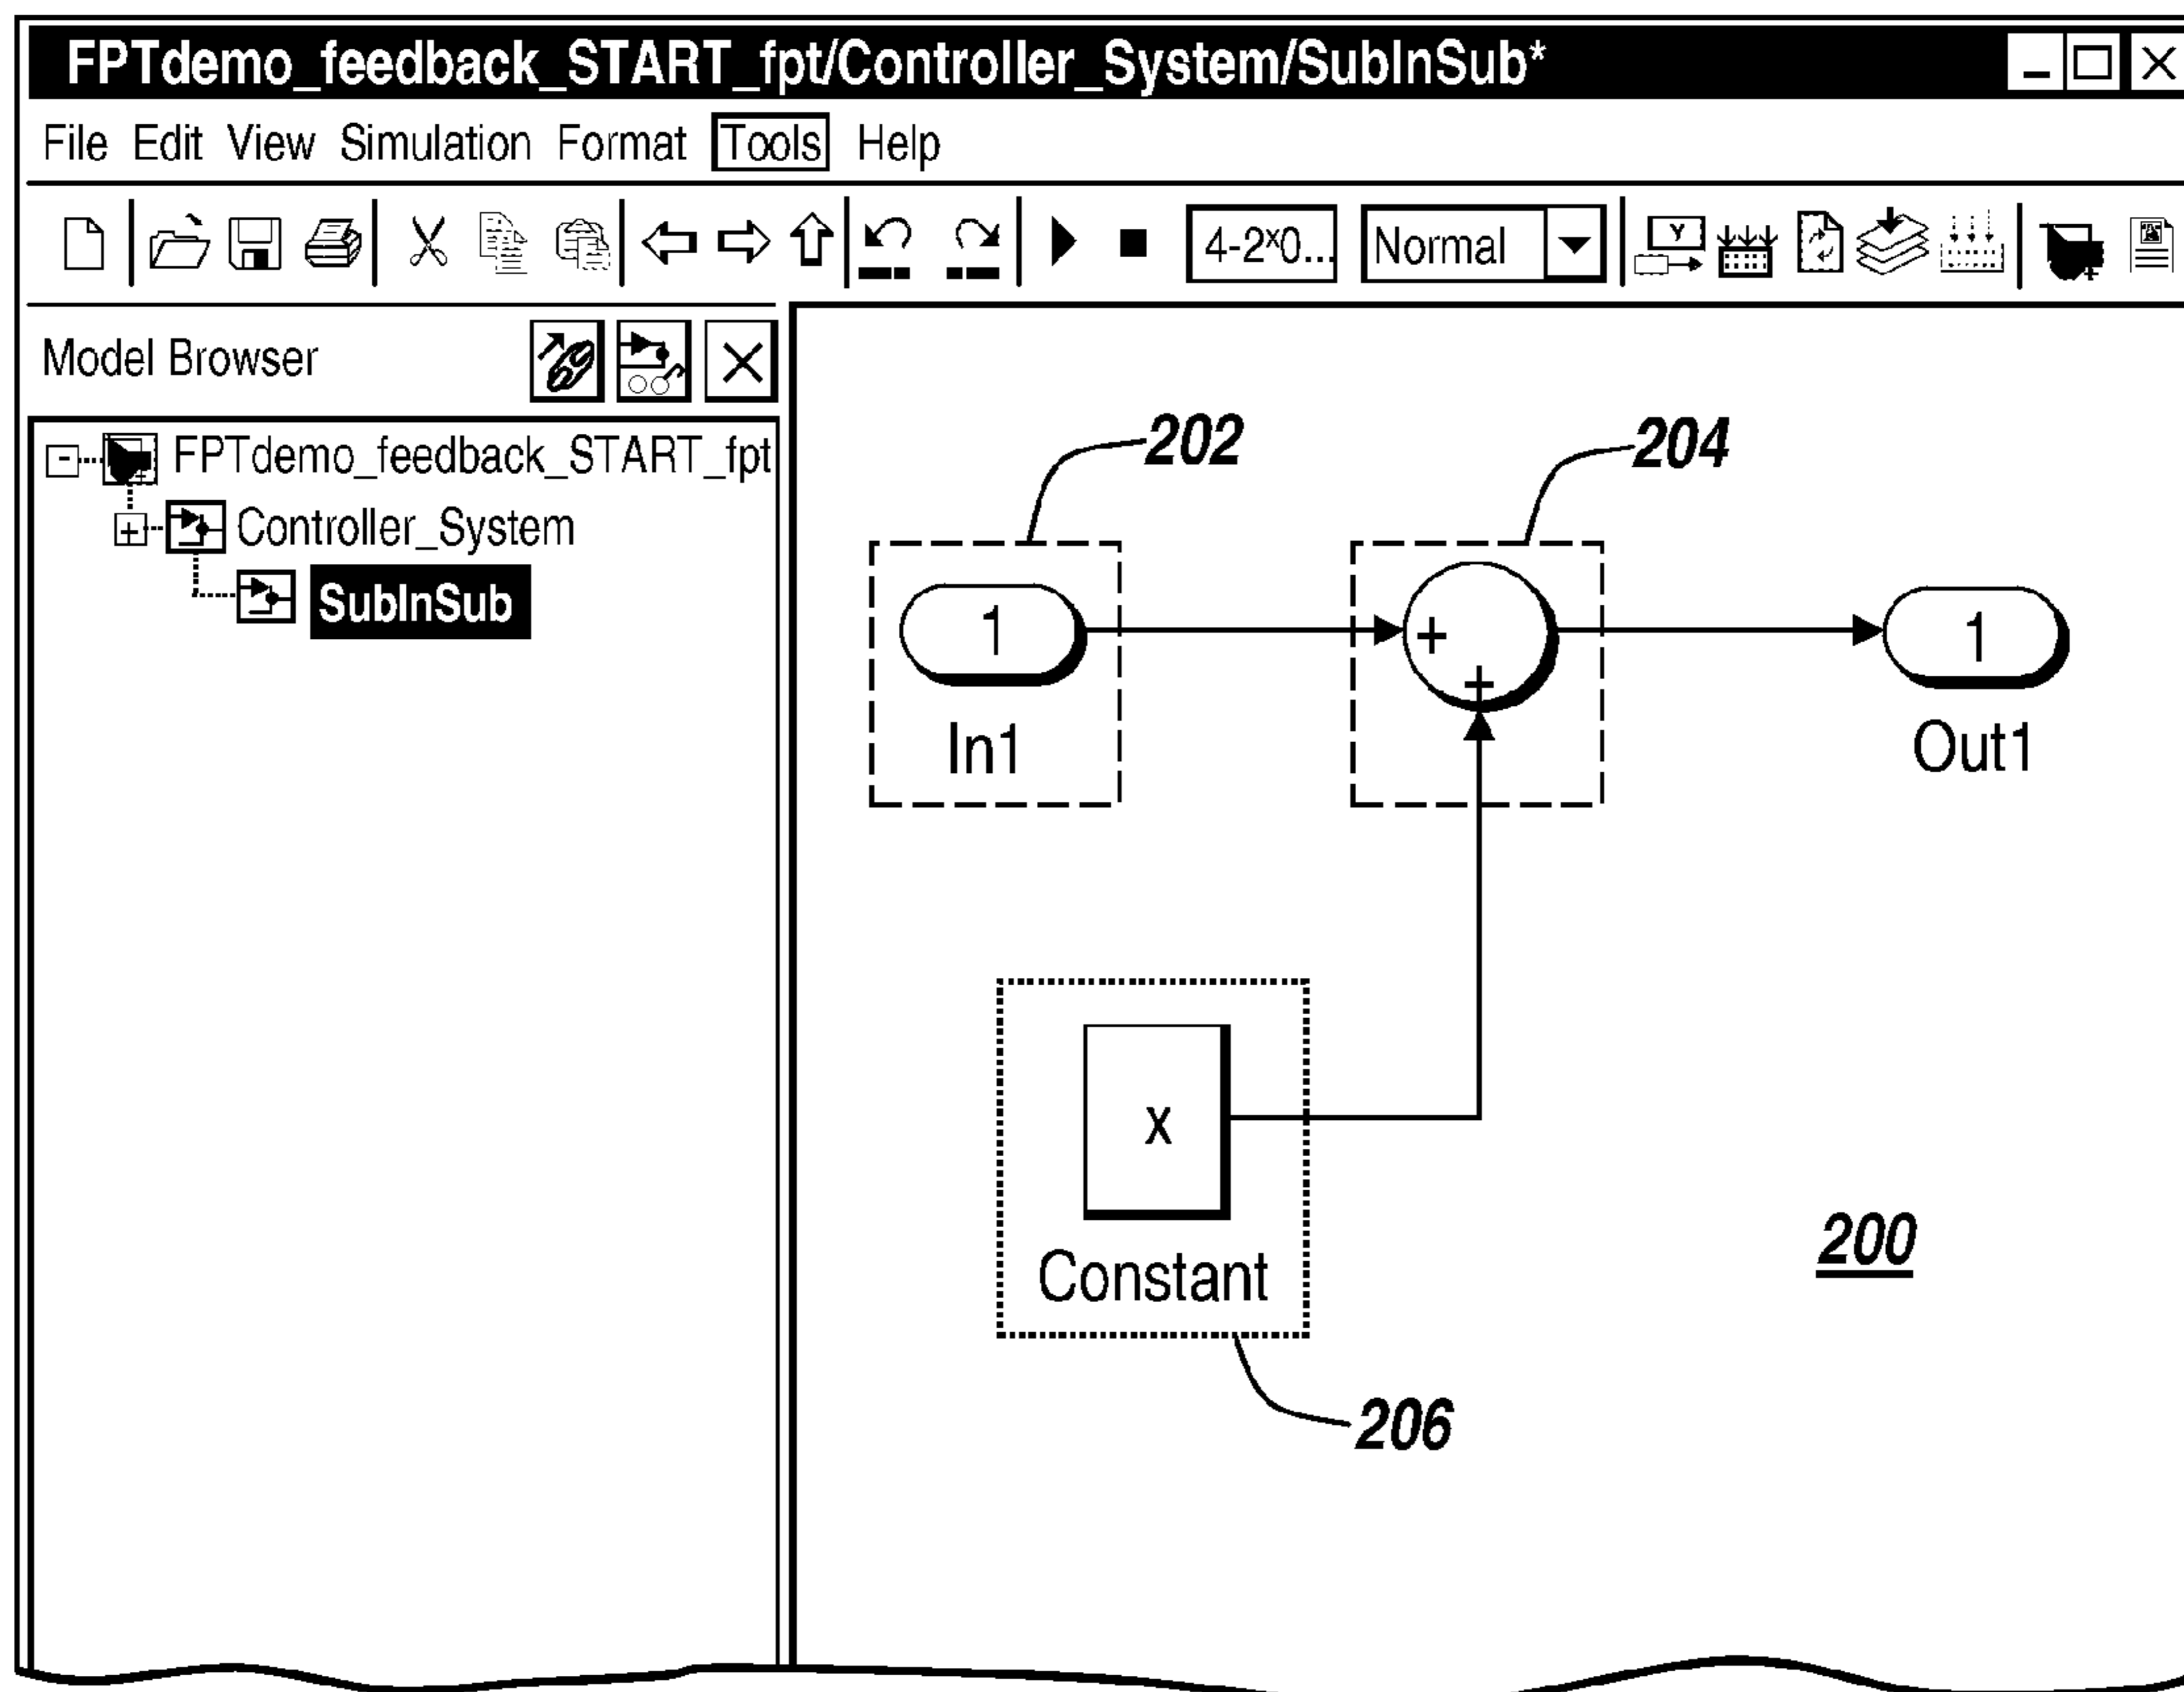 FPTdemo_feedback_START_fpt/Controller_System/SubInSub*
File Edit View Simulation Format Tools Help
4-2x0... Normal
Model Browser
FPTdemo_feedback_START_fpt
Controller_System
SubInSub
202
204
1
+
+
1
In1
Out1
x
Constant
200
206